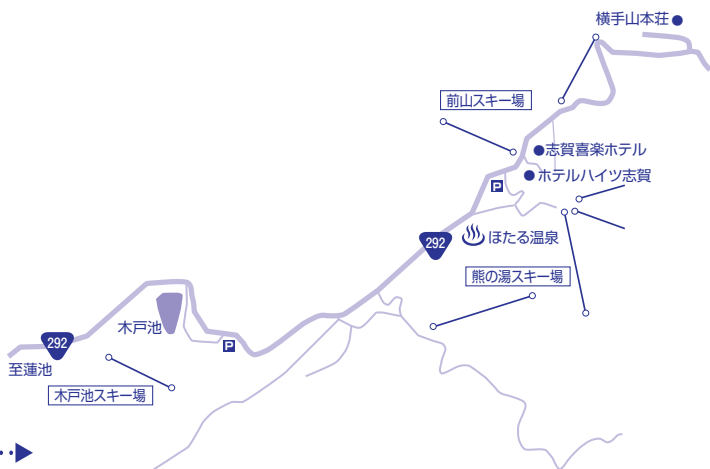 横手山本荘
前山スキー場
志賀喜楽ホテル
ホテルハイツ志賀
P
292
ほたる温泉
熊の湯スキー場
木戸池
292
P
至蓮池
木戸池スキー場